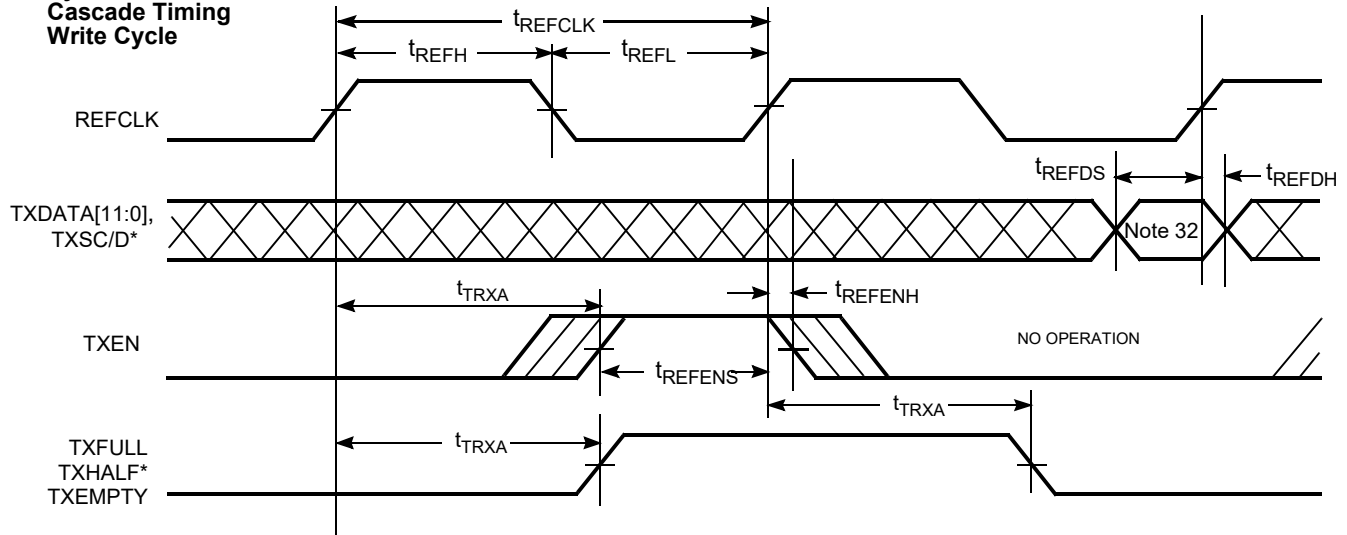 Cascade Timing
Write Cycle
tREFCLK
tREFH
tREFL
REFCLK
tREFDS
tREFDH
TXDATA[11:0],
TXSC/D*
Note 32
tTRXA
tREFENH
TXEN
NO OPERATION
tREFENS
tTRXA
tTRXA
TXFULL
TXHALF*
TXEMPTY